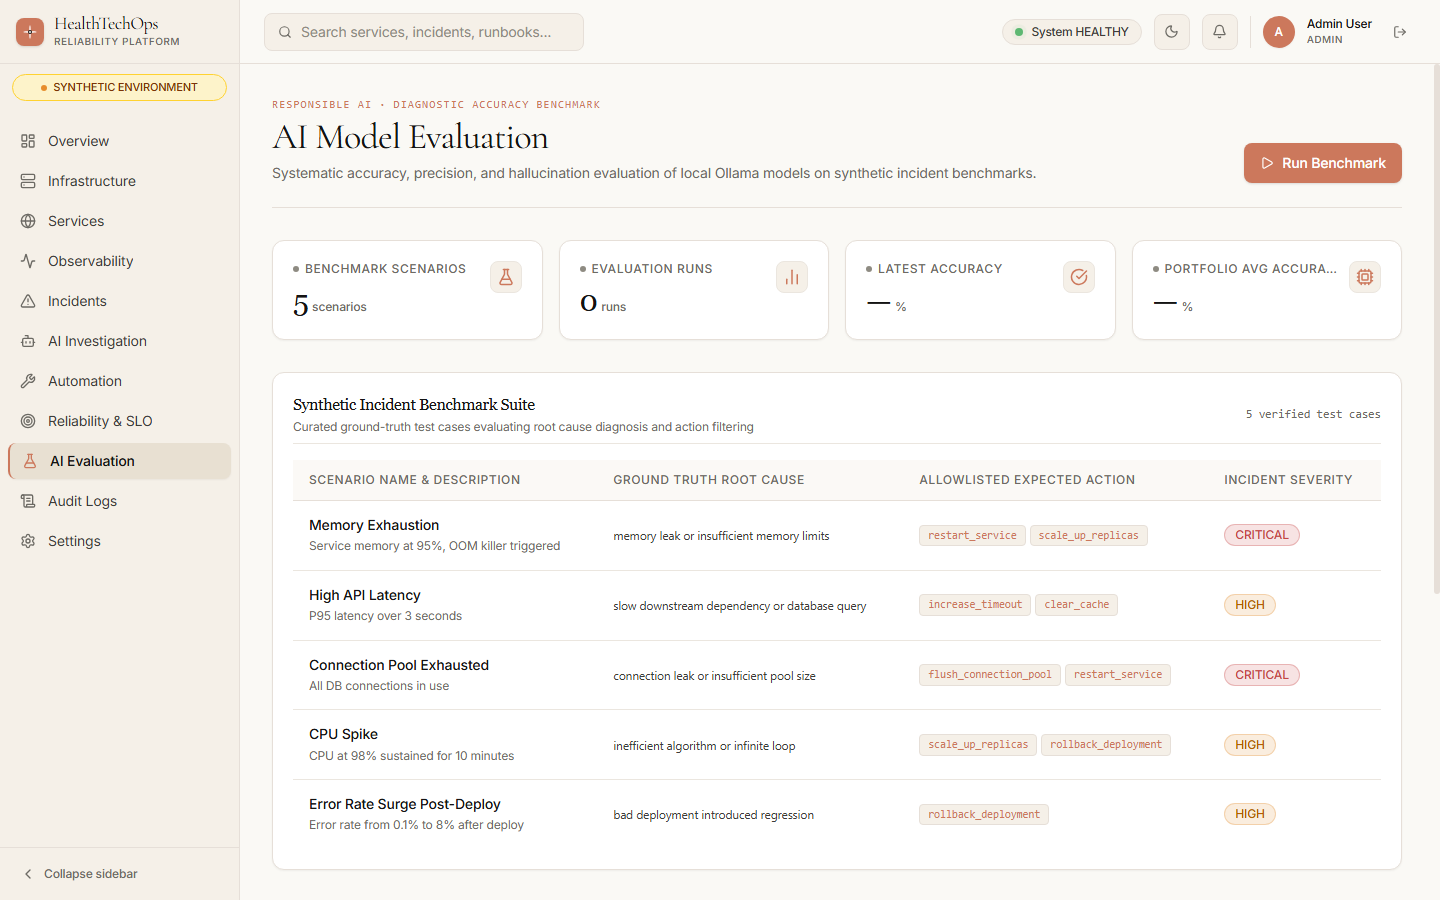 HealthTechOps
RELIABILITY PLATFORM
Search services, incidents, runbooks...
System HEALTHY
A
Admin User
ADMIN
SYNTHETIC ENVIRONMENT
Overview
Infrastructure
Services
Observability
Incidents
AI Investigation
Automation
Reliability & SLO
AI Evaluation
Audit Logs
Settings
Collapse sidebar
RESPONSIBLE AI · DIAGNOSTIC ACCURACY BENCHMARK
AI Model Evaluation
Systematic accuracy, precision, and hallucination evaluation of local Ollama models on synthetic incident benchmarks.
Run Benchmark
BENCHMARK SCENARIOS
5 scenarios
EVALUATION RUNS
0 runs
LATEST ACCURACY
— %
PORTFOLIO AVG ACCURA...
— %
Synthetic Incident Benchmark Suite
Curated ground-truth test cases evaluating root cause diagnosis and action filtering
5 verified test cases
SCENARIO NAME & DESCRIPTION GROUND TRUTH ROOT CAUSE ALLOWLISTED EXPECTED ACTION INCIDENT SEVERITY
Memory Exhaustion
Service memory at 95%, OOM killer triggered
memory leak or insufficient memory limits
restart_service scale_up_replicas
CRITICAL
High API Latency
P95 latency over 3 seconds
slow downstream dependency or database query
increase_timeout clear_cache
HIGH
Connection Pool Exhausted
All DB connections in use
connection leak or insufficient pool size
flush_connection_pool restart_service
CRITICAL
CPU Spike
CPU at 98% sustained for 10 minutes
inefficient algorithm or infinite loop
scale_up_replicas rollback_deployment
HIGH
Error Rate Surge Post-Deploy
Error rate from 0.1% to 8% after deploy
bad deployment introduced regression
rollback_deployment
HIGH